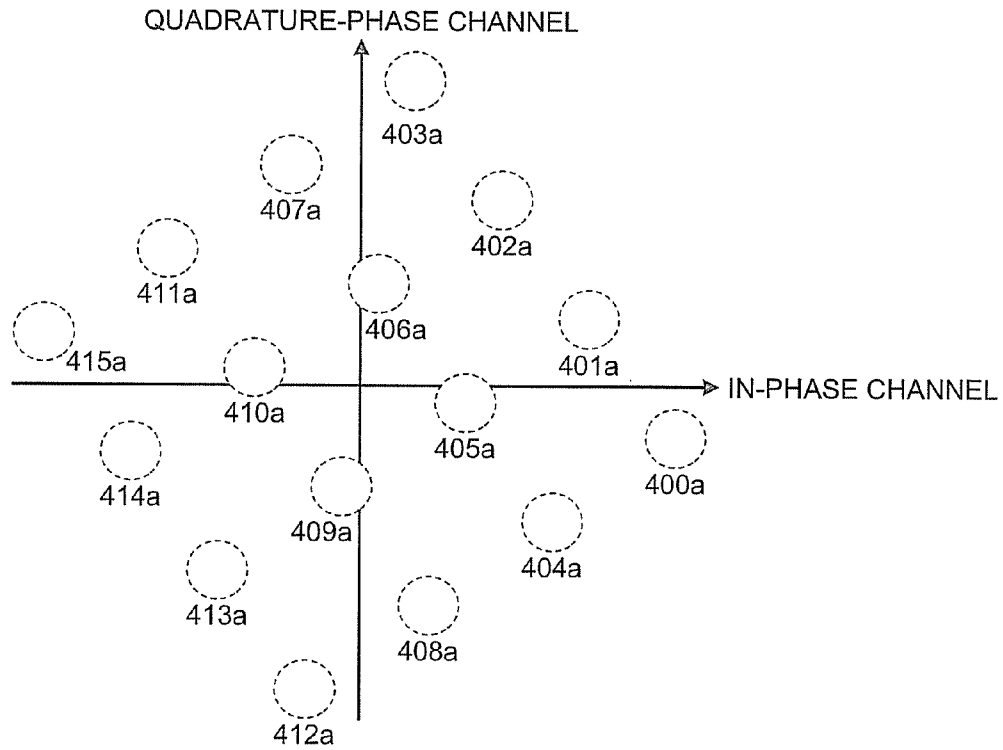 QUADRATURE-PHASE CHANNEL
403a
407a
402a
411a
406a
401a
415a
IN-PHASE CHANNEL
410a
405a
400a
414a
409a
404a
413a
408a
412a